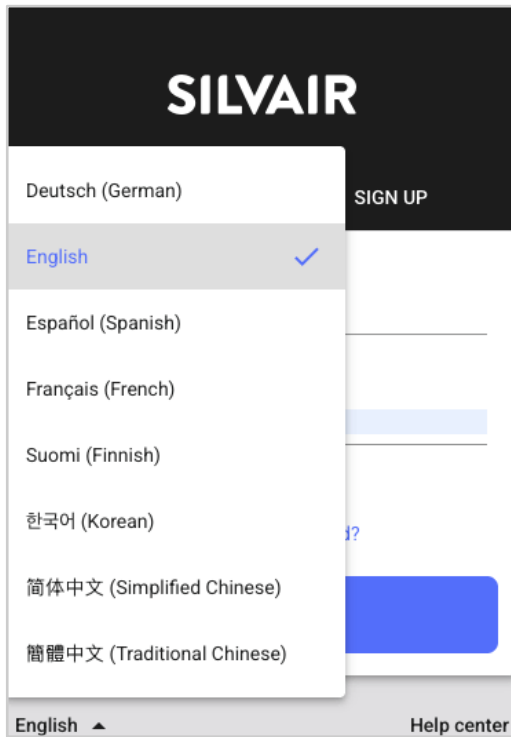 SILVAIR
SIGN UP
Deutsch (German)
English
Español (Spanish)
Français (French)
Suomi (Finnish)
한국어 (Korean)
简体中文 (Simplified Chinese)
簡體中文 (Traditional Chinese)
d?
English
Help center